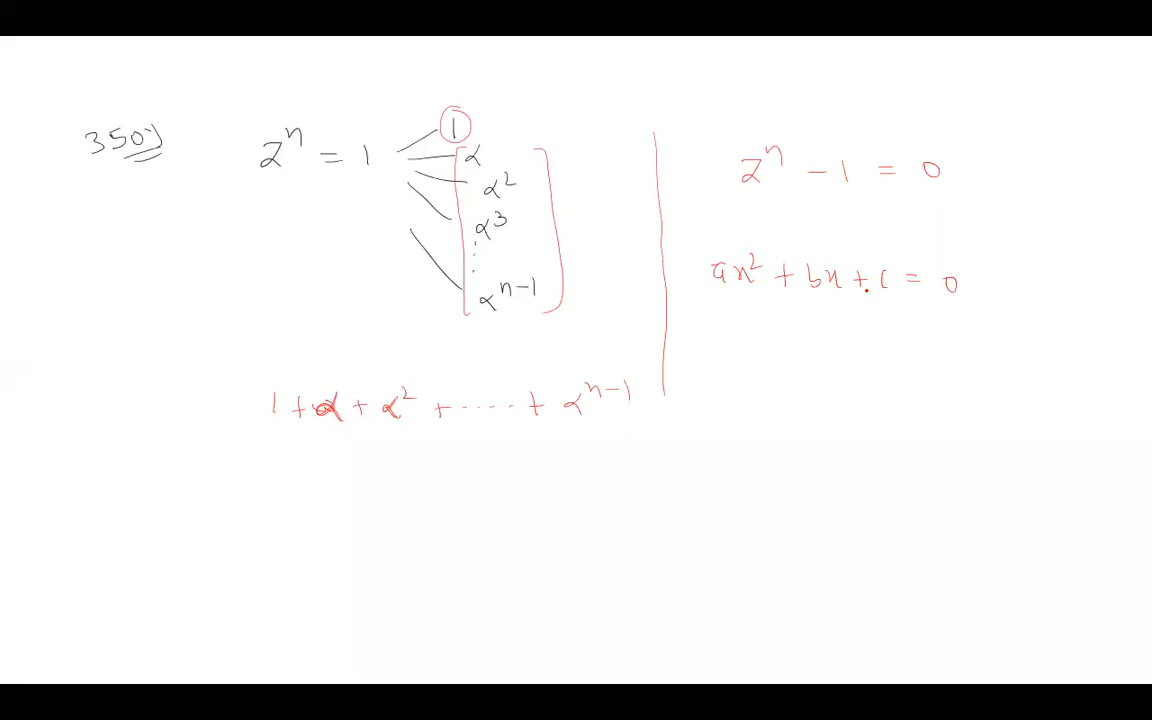 350)
z^n = 1
1
α
α^2
α^3
⋮
α^{n-1}
1 + α + α^2 + ...... + α^{n-1}
z^n - 1 = 0
ax^2 + bx + c = 0